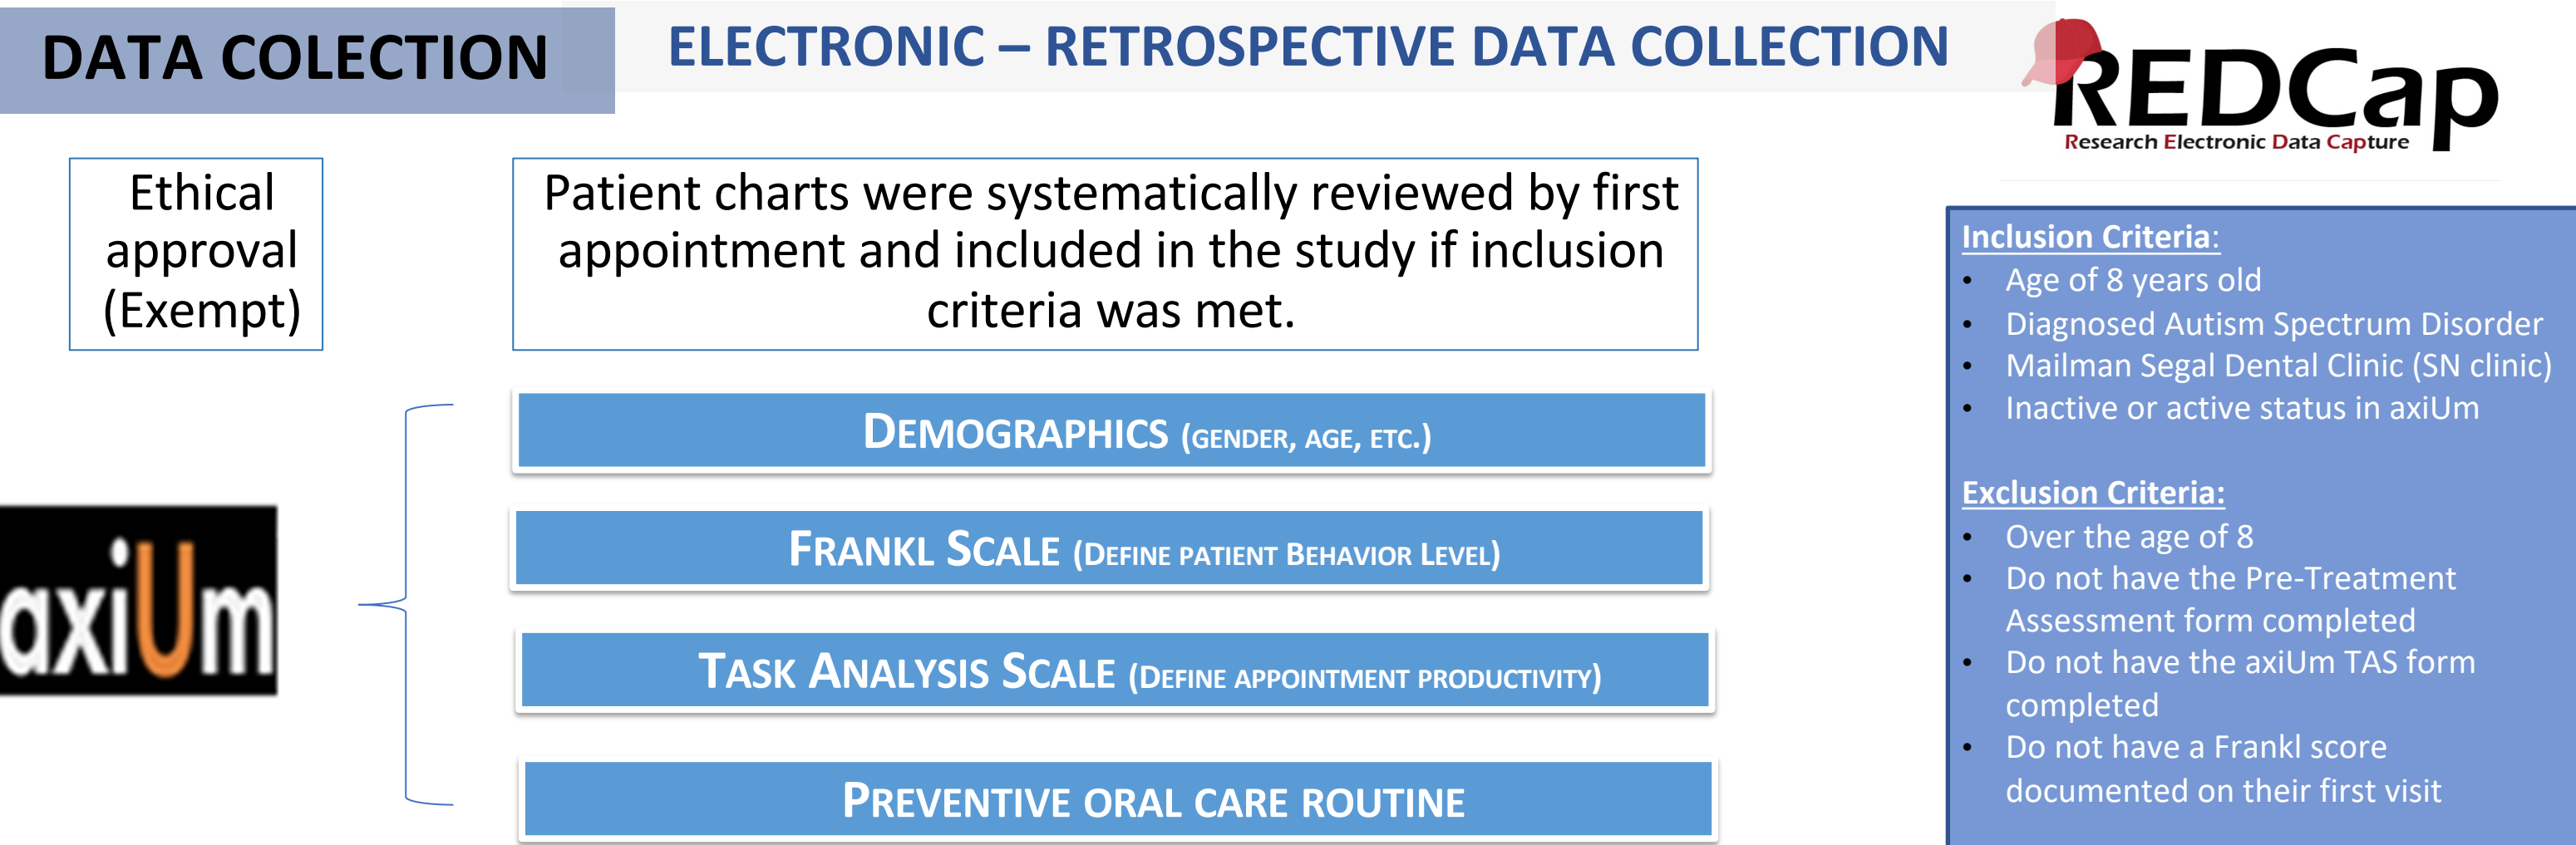 DATA COLECTION
ELECTRONIC – RETROSPECTIVE DATA COLLECTION
REDCap
Research Electronic Data Capture
Ethical
approval
(Exempt)
Patient charts were systematically reviewed by first
appointment and included in the study if inclusion
criteria was met.
axiUm
DEMOGRAPHICS (GENDER, AGE, ETC.)
FRANKL SCALE (DEFINE PATIENT BEHAVIOR LEVEL)
TASK ANALYSIS SCALE (DEFINE APPOINTMENT PRODUCTIVITY)
PREVENTIVE ORAL CARE ROUTINE
Inclusion Criteria:
• Age of 8 years old
• Diagnosed Autism Spectrum Disorder
• Mailman Segal Dental Clinic (SN clinic)
• Inactive or active status in axiUm
Exclusion Criteria:
• Over the age of 8
• Do not have the Pre-Treatment
Assessment form completed
• Do not have the axiUm TAS form
completed
• Do not have a Frankl score
documented on their first visit